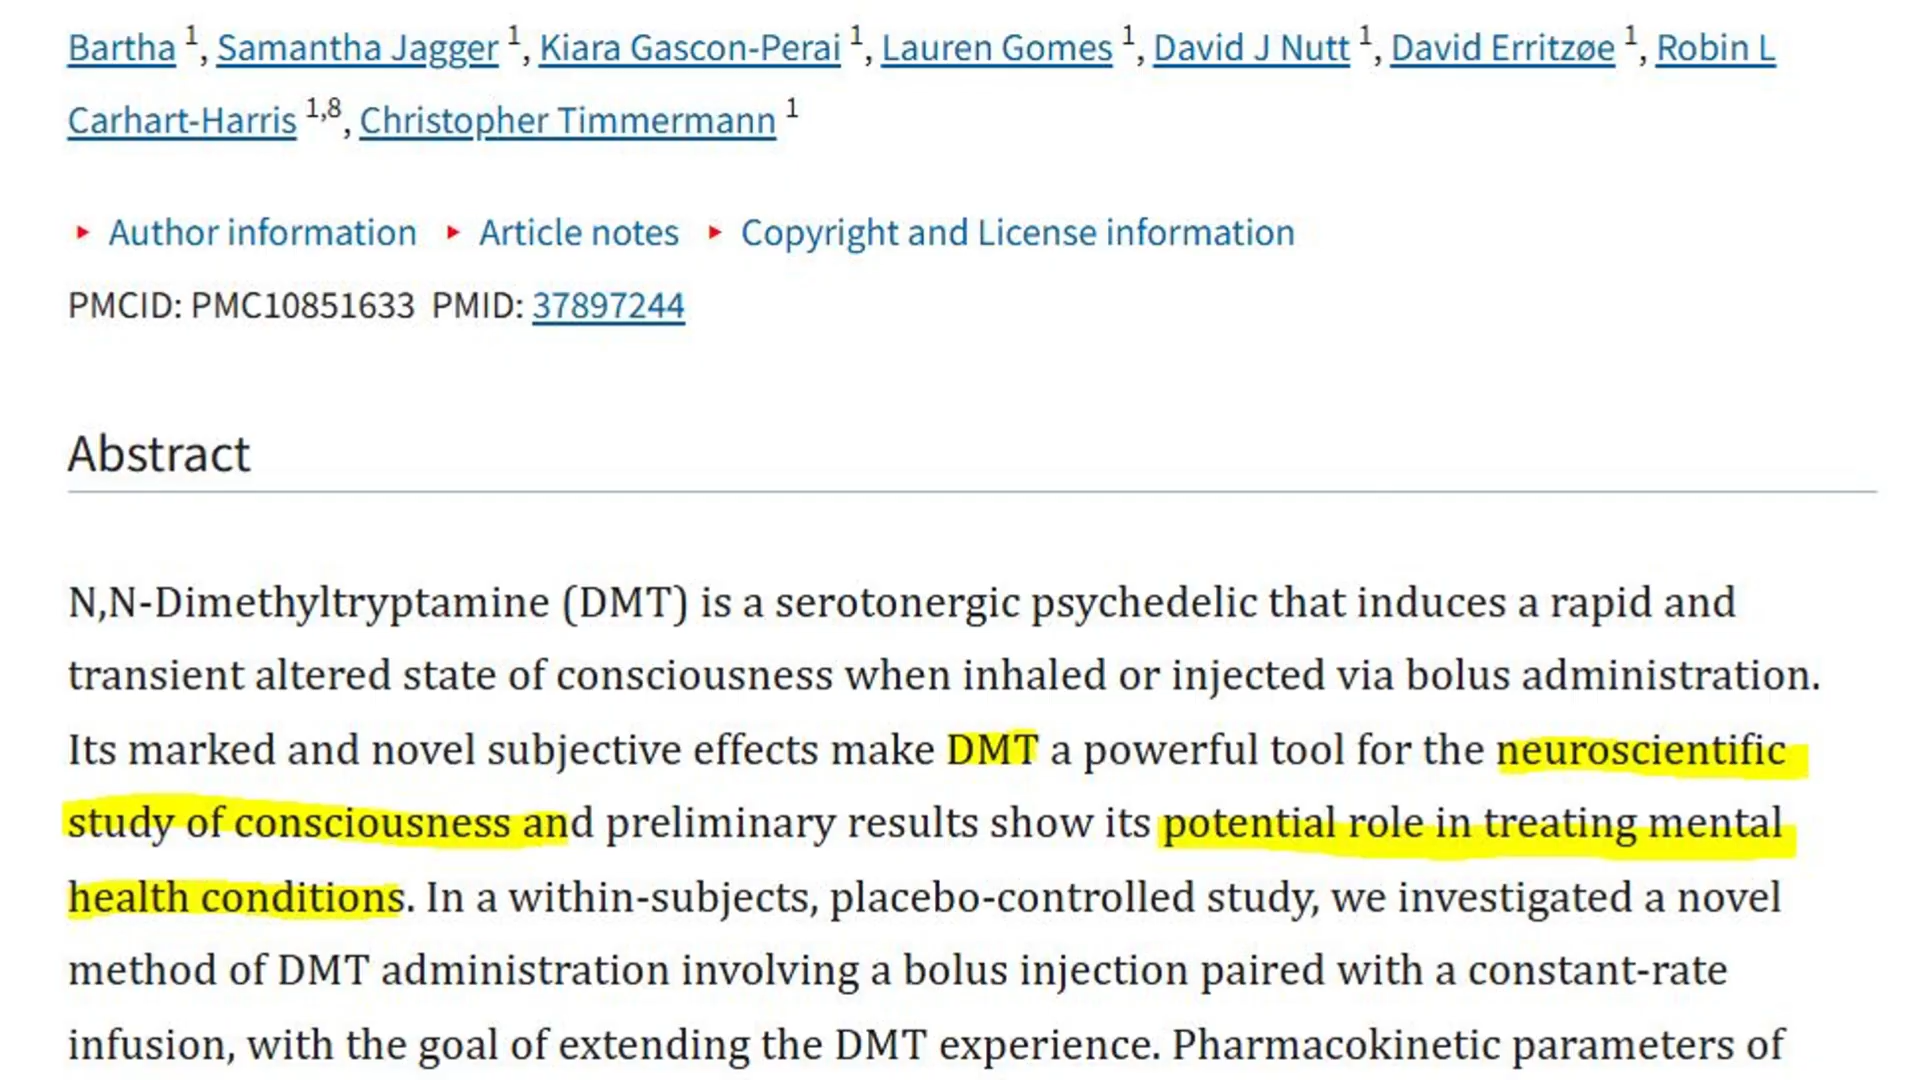 Bartha 1, Samantha Jagger 1, Kiara Gascon-Perai 1, Lauren Gomes 1, David J Nutt 1, David Erritzøe 1, Robin L
Carhart-Harris 1,8, Christopher Timmermann 1
▸ Author information ▸ Article notes ▸ Copyright and License information
PMCID: PMC10851633 PMID: 37897244
Abstract
N,N-Dimethyltryptamine (DMT) is a serotonergic psychedelic that induces a rapid and
transient altered state of consciousness when inhaled or injected via bolus administration.
Its marked and novel subjective effects make DMT a powerful tool for the neuroscientific
study of consciousness and preliminary results show its potential role in treating mental
health conditions. In a within-subjects, placebo-controlled study, we investigated a novel
method of DMT administration involving a bolus injection paired with a constant-rate
infusion, with the goal of extending the DMT experience. Pharmacokinetic parameters of